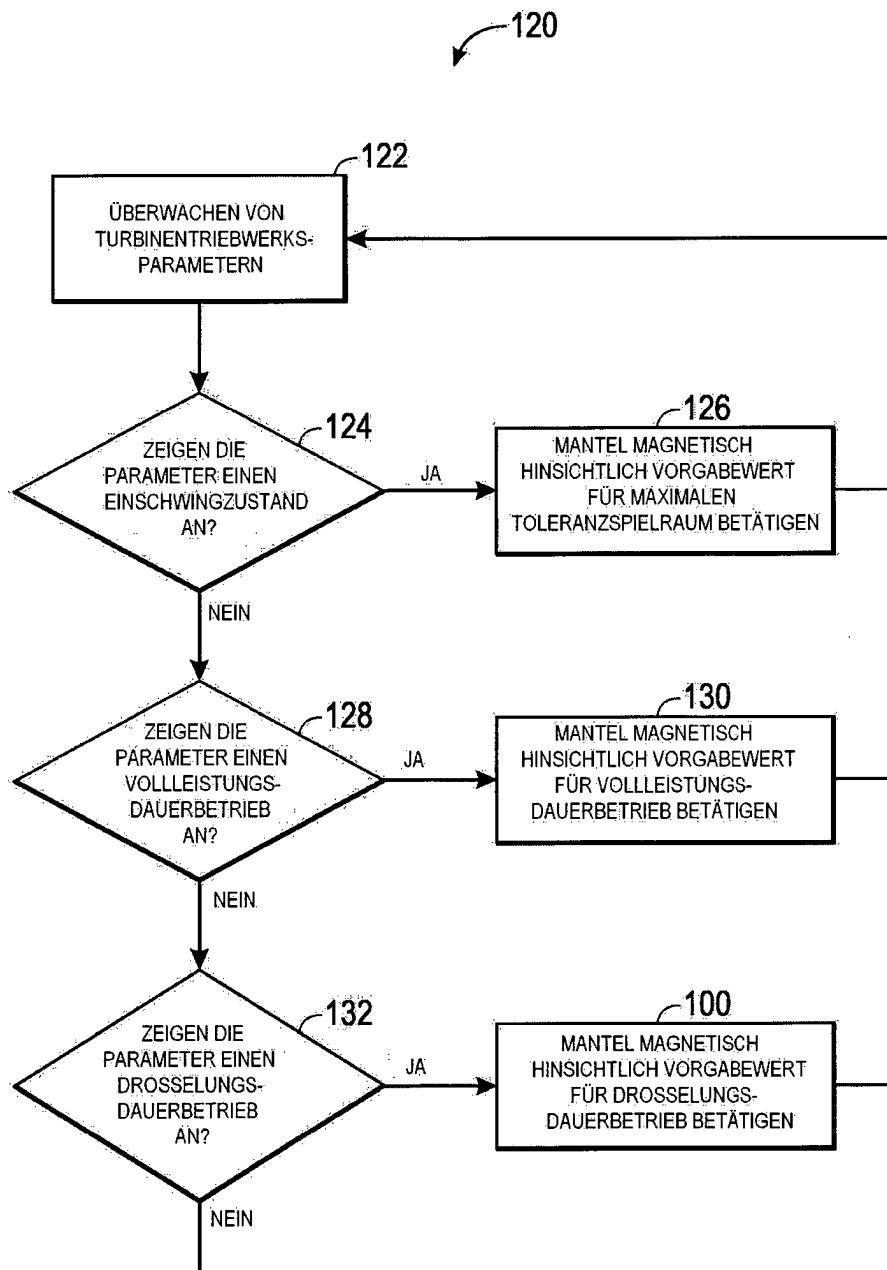 120
122
ÜBERWACHEN VON
TURBINENTRIEBWERKS-
PARAMETERN
124
ZEIGEN DIE
PARAMETER EINEN
EINSCHWINGZUSTAND
AN?
JA
126
MANTEL MAGNETISCH
HINSICHTLICH VORGABEWERT
FÜR MAXIMALEN
TOLERANZSPIELRAUM BETÄTIGEN
NEIN
128
ZEIGEN DIE
PARAMETER EINEN
VOLLLEISTUNGS-
DAUERBETRIEB
AN?
JA
130
MANTEL MAGNETISCH
HINSICHTLICH VORGABEWERT
FÜR VOLLLEISTUNGS-
DAUERBETRIEB BETÄTIGEN
NEIN
132
ZEIGEN DIE
PARAMETER EINEN
DROSSELUNGS-
DAUERBETRIEB
AN?
JA
100
MANTEL MAGNETISCH
HINSICHTLICH VORGABEWERT
FÜR DROSSELUNGS-
DAUERBETRIEB BETÄTIGEN
NEIN